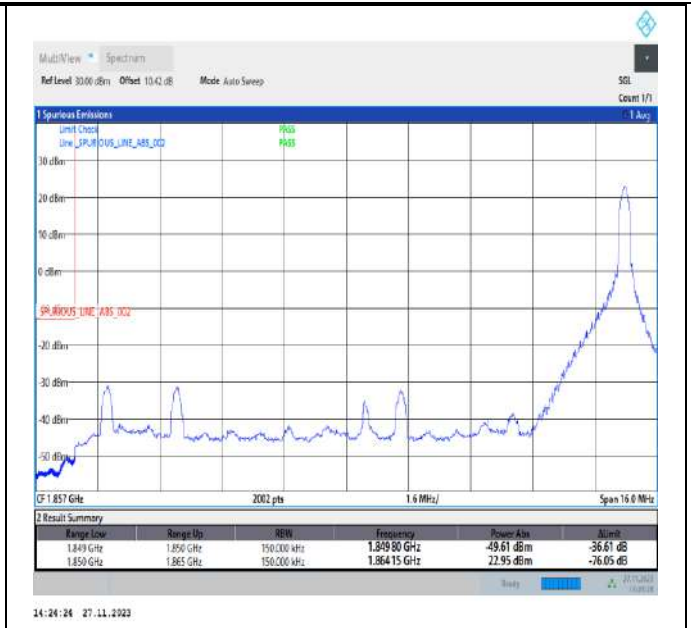 MultiView Spectrum
Ref Level 30.00 dBm Offset 10.42 dB Mode Auto Sweep SGL
Count 1/1
1 Spurious Emissions 1 Avg
Limit Check PASS
Line _SPURIOUS_LINE_ABS_002 PASS
30 dBm
20 dBm
10 dBm
0 dBm
SPURIOUS_LINE_ABS_002
-20 dBm
-30 dBm
-40 dBm
-50 dBm
CF 1.857 GHz 2002 pts 1.6 MHz/ Span 16.0 MHz
2 Result Summary
Range Low Range Up RBW Frequency Power Abs ΔLimit
1.849 GHz 1.850 GHz 150.000 kHz 1.84980 GHz -49.61 dBm -36.61 dB
1.850 GHz 1.865 GHz 150.000 kHz 1.86415 GHz 22.95 dBm -76.05 dB
Ready 27.11.2023
14:24:24 27.11.2023